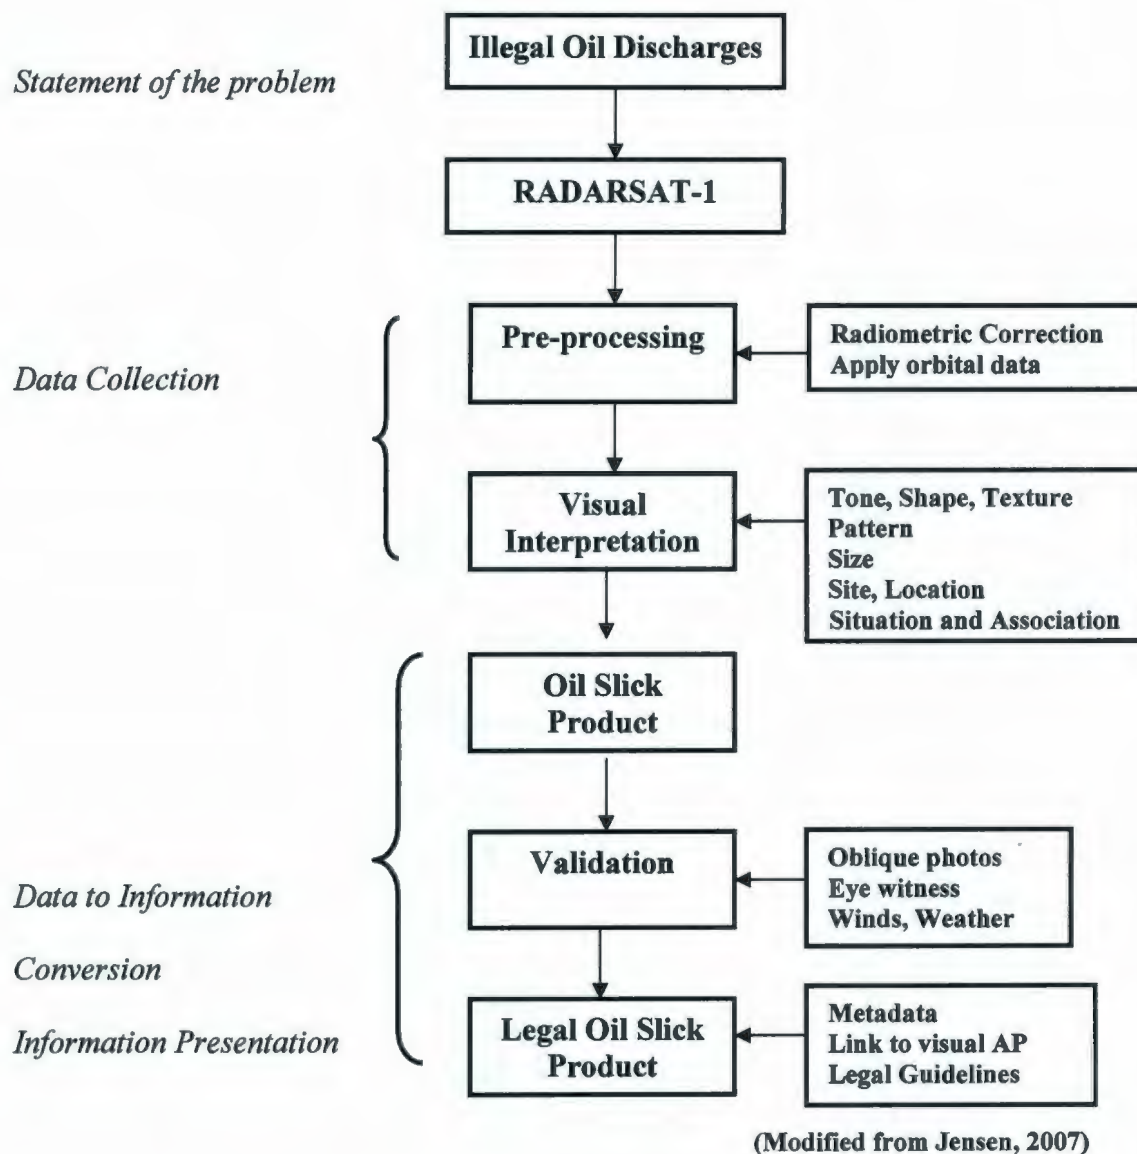 Illegal Oil Discharges
Statement of the problem
RADARSAT-1
Pre-processing
Radiometric Correction
Apply orbital data
Data Collection
Visual
Interpretation
Tone, Shape, Texture
Pattern
Size
Site, Location
Situation and Association
Oil Slick
Product
Validation
Oblique photos
Eye witness
Winds, Weather
Data to Information
Conversion
Information Presentation
Legal Oil Slick
Product
Metadata
Link to visual AP
Legal Guidelines
(Modified from Jensen, 2007)